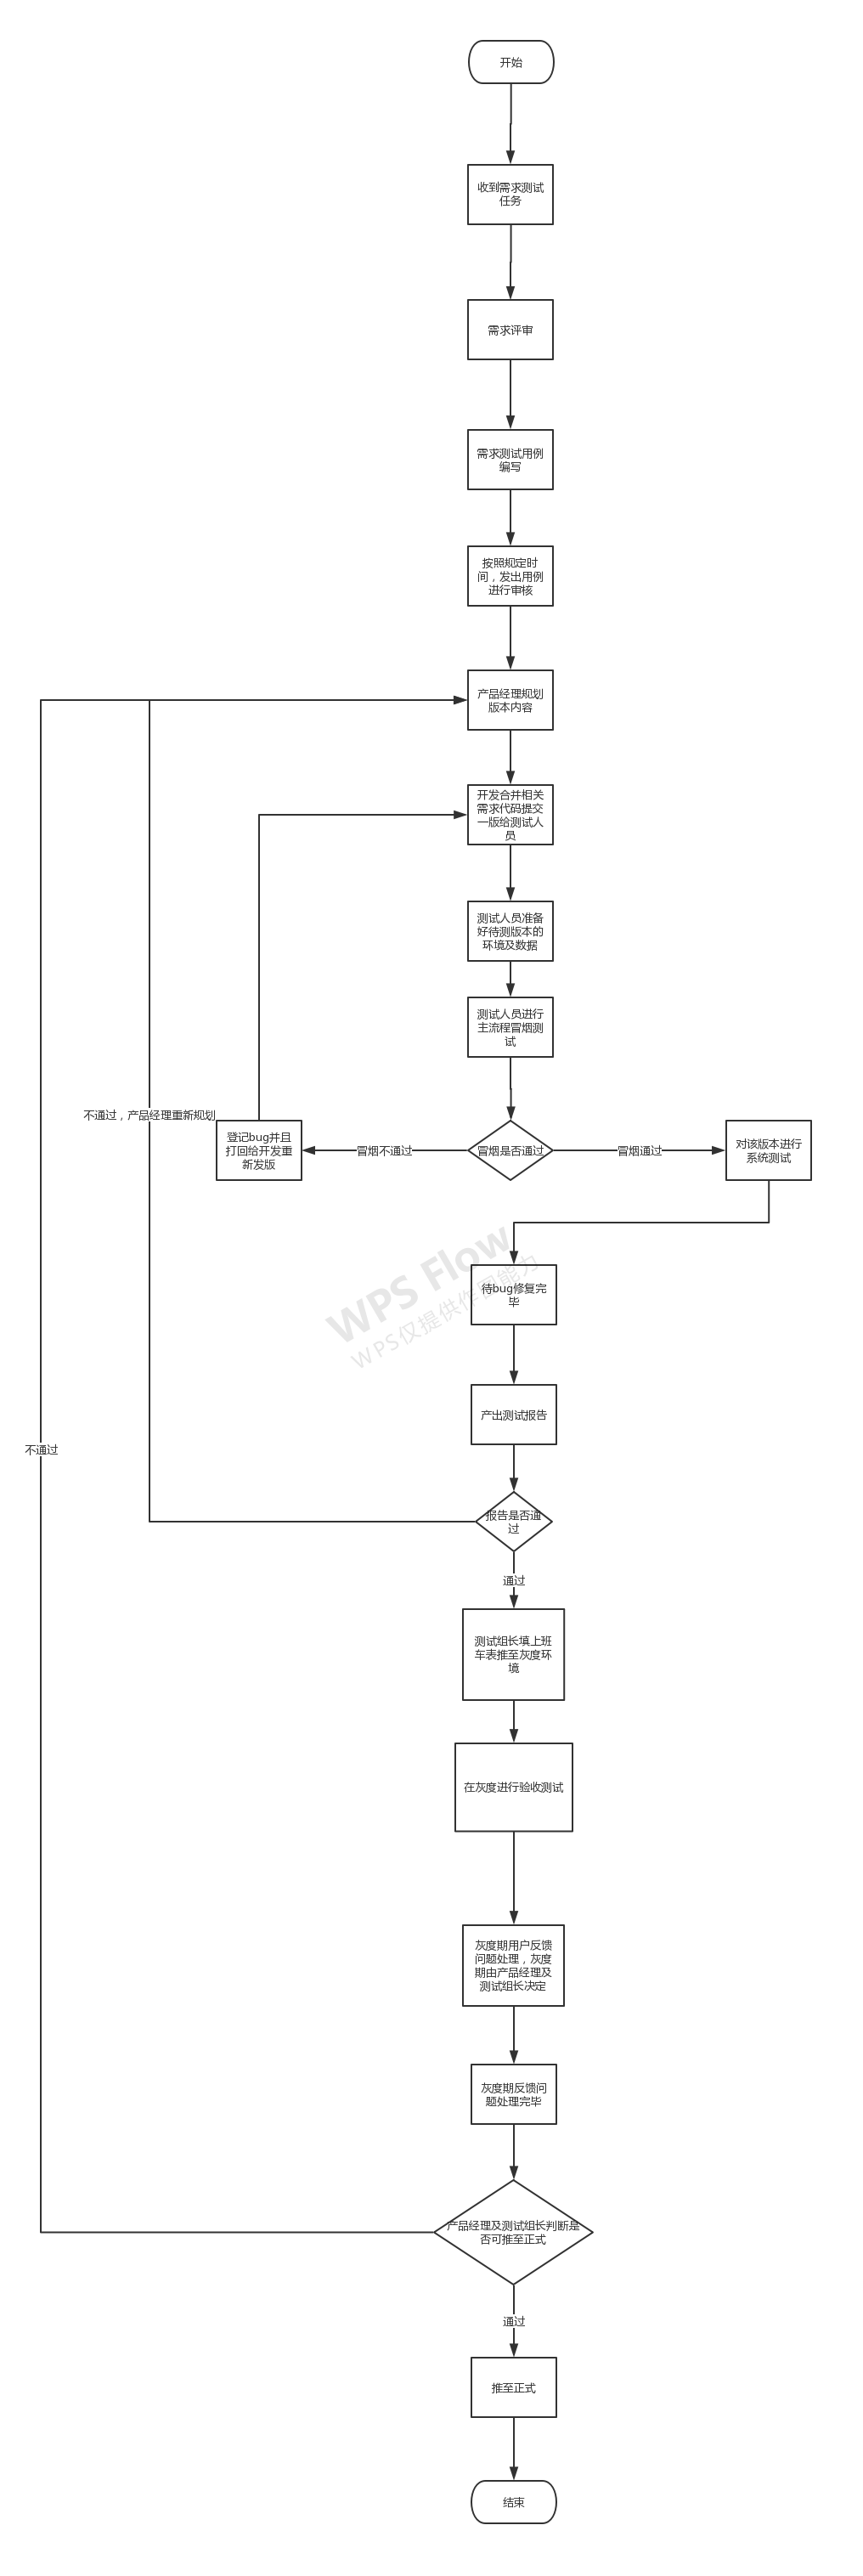 开始
收到需求测试
任务
需求评审
需求测试用例
编写
按照规定时
间，发出用例
进行审核
产品经理规划
版本内容
开发合并相关
需求代码提交
一版给测试人
员
测试人员准备
好待测版本的
环境及数据
测试人员进行
主流程冒烟测
试
不通过，产品经理重新规划
登记bug并且
打回给开发重
新发版
冒烟不通过
冒烟是否通过
冒烟通过
对该版本进行
系统测试
WPS Flow
WPS仅提供作图能力
待bug修复完
毕
产出测试报告
不通过
报告是否通
过
通过
测试组长填上班
车表推至灰度环
境
在灰度进行验收测试
灰度期用户反馈
问题处理，灰度
期由产品经理及
测试组长决定
灰度期反馈问
题处理完毕
产品经理及测试组长判断是
否可推至正式
通过
推至正式
结束